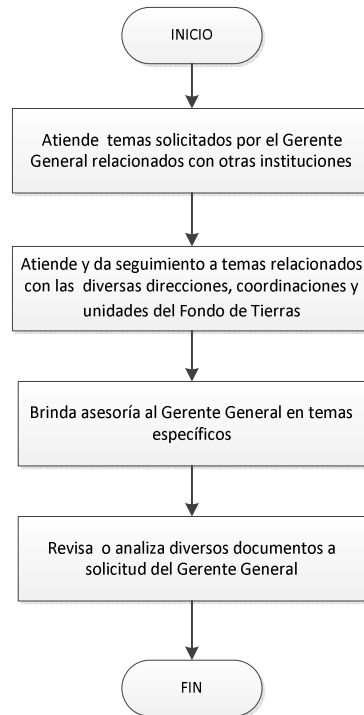 INICIO
Atiende temas solicitados por el Gerente
General relacionados con otras instituciones
Atiende y da seguimiento a temas relacionados
con las diversas direcciones, coordinaciones y
unidades del Fondo de Tierras
Brinda asesoría al Gerente General en temas
específicos
Revisa o analiza diversos documentos a
solicitud del Gerente General
FIN